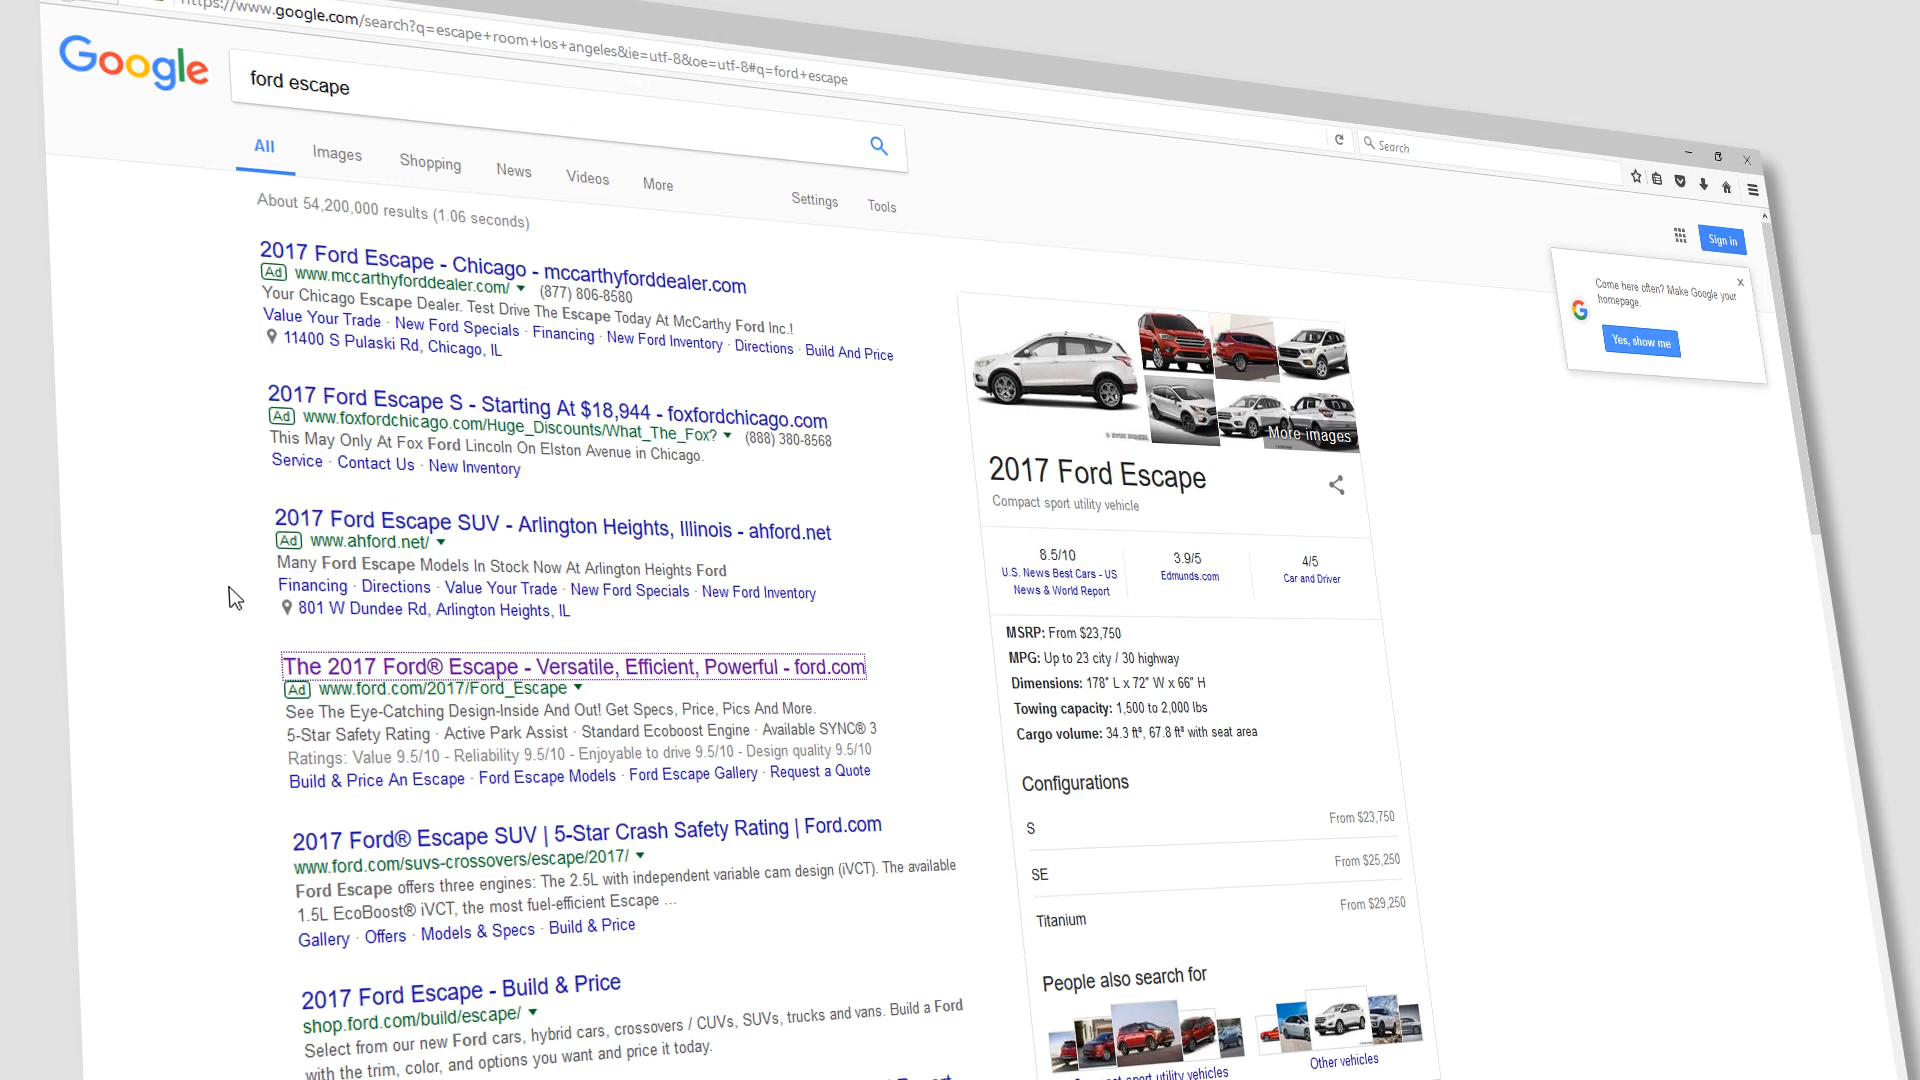 https://www.google.com/search?q=escape+room+los+angeles&ie=utf-8&oe=utf-8#q=ford+escape
Search
Google
ford escape
All
Images
Shopping
News
Videos
More
Settings
Tools
Sign in
Come here often? Make Google your
homepage.
Yes, show me
About 54,200,000 results (1.06 seconds)
2017 Ford Escape - Chicago - mccarthyforddealer.com
Ad www.mccarthyforddealer.com/ (877) 806-8580
Your Chicago Escape Dealer. Test Drive The Escape Today At McCarthy Ford Inc.!
Value Your Trade · New Ford Specials · Financing · New Ford Inventory · Directions · Build And Price
11400 S Pulaski Rd, Chicago, IL
2017 Ford Escape S - Starting At $18,944 - foxfordchicago.com
Ad www.foxfordchicago.com/Huge_Discounts/What_The_Fox? (888) 380-8568
This May Only At Fox Ford Lincoln On Elston Avenue in Chicago.
Service · Contact Us · New Inventory
2017 Ford Escape SUV - Arlington Heights, Illinois - ahford.net
Ad www.ahford.net/
Many Ford Escape Models In Stock Now At Arlington Heights Ford
Financing · Directions · Value Your Trade · New Ford Specials · New Ford Inventory
801 W Dundee Rd, Arlington Heights, IL
The 2017 Ford® Escape - Versatile, Efficient, Powerful - ford.com
Ad www.ford.com/2017/Ford_Escape
See The Eye-Catching Design-Inside And Out! Get Specs, Price, Pics And More.
5-Star Safety Rating · Active Park Assist · Standard Ecoboost Engine · Available SYNC® 3
Ratings: Value 9.5/10 - Reliability 9.5/10 - Enjoyable to drive 9.5/10 - Design quality 9.5/10
Build & Price An Escape · Ford Escape Models · Ford Escape Gallery · Request a Quote
2017 Ford® Escape SUV | 5-Star Crash Safety Rating | Ford.com
www.ford.com/suvs-crossovers/escape/2017/
Ford Escape offers three engines: The 2.5L with independent variable cam design (iVCT). The available
1.5L EcoBoost® iVCT, the most fuel-efficient Escape ...
Gallery · Offers · Models & Specs · Build & Price
2017 Ford Escape - Build & Price
shop.ford.com/build/escape/
Select from our new Ford cars, hybrid cars, crossovers / CUVs, SUVs, trucks and vans. Build a Ford
with the trim, color, and options you want and price it today.
More images
2017 Ford Escape
Compact sport utility vehicle
8.5/10
U.S. News Best Cars - US
News & World Report
3.9/5
Edmunds.com
4/5
Car and Driver
MSRP: From $23,750
MPG: Up to 23 city / 30 highway
Dimensions: 178" L x 72" W x 66" H
Towing capacity: 1,500 to 2,000 lbs
Cargo volume: 34.3 ft³, 67.8 ft³ with seat area
Configurations
S From $23,750
SE From $25,250
Titanium From $29,250
People also search for
sport utility vehicles
Other vehicles